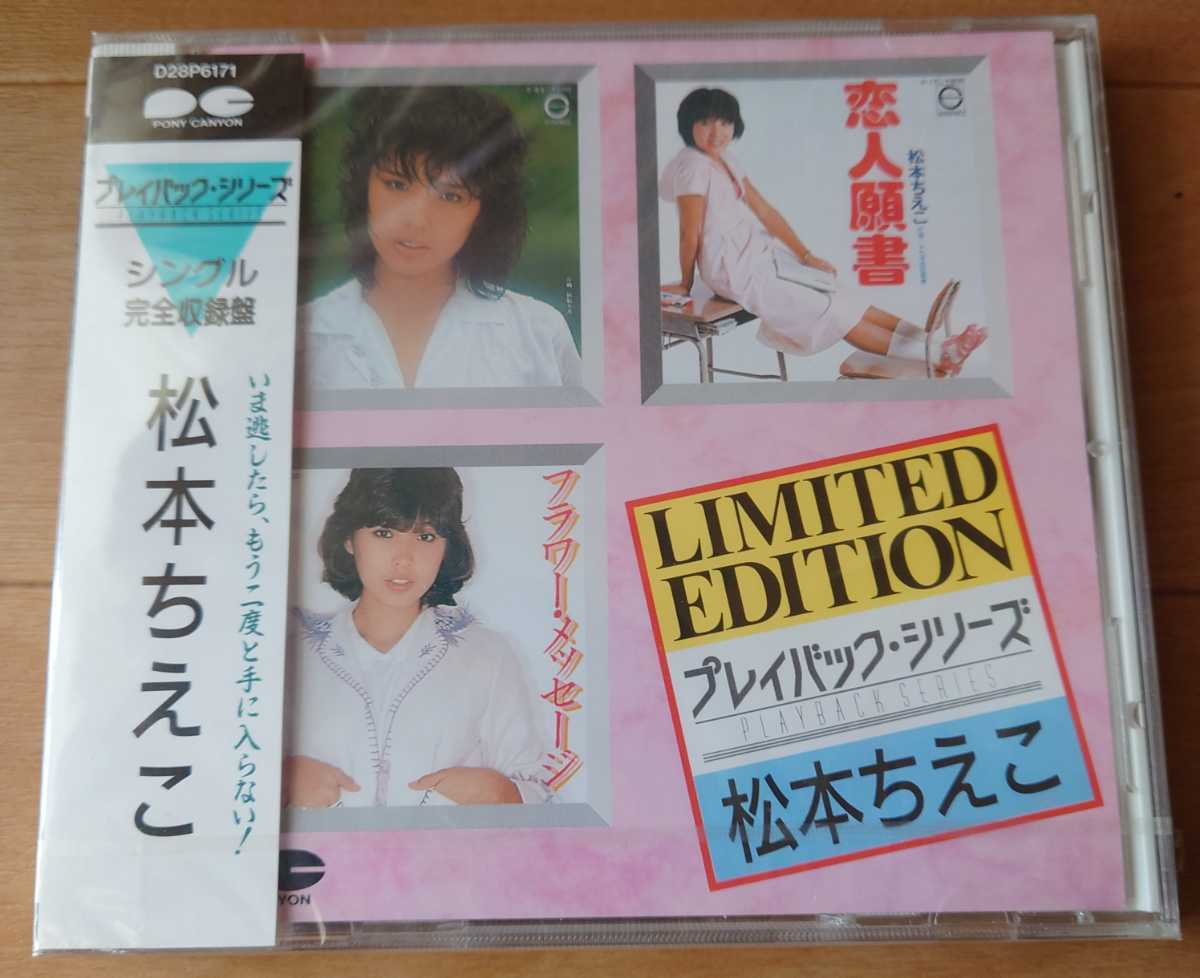 D28P6171
PONY CANYON
プレイバック・シリーズ
PLAYBACK SERIES
シングル
完全収録盤
いま逃したら、もう二度と手に入らない!
松本ちえこ
恋人願書
松本ちえこ
フラワー・メッセージ
LIMITED
EDITION
プレイバック・シリーズ
PLAYBACK SERIES
松本ちえこ
YON